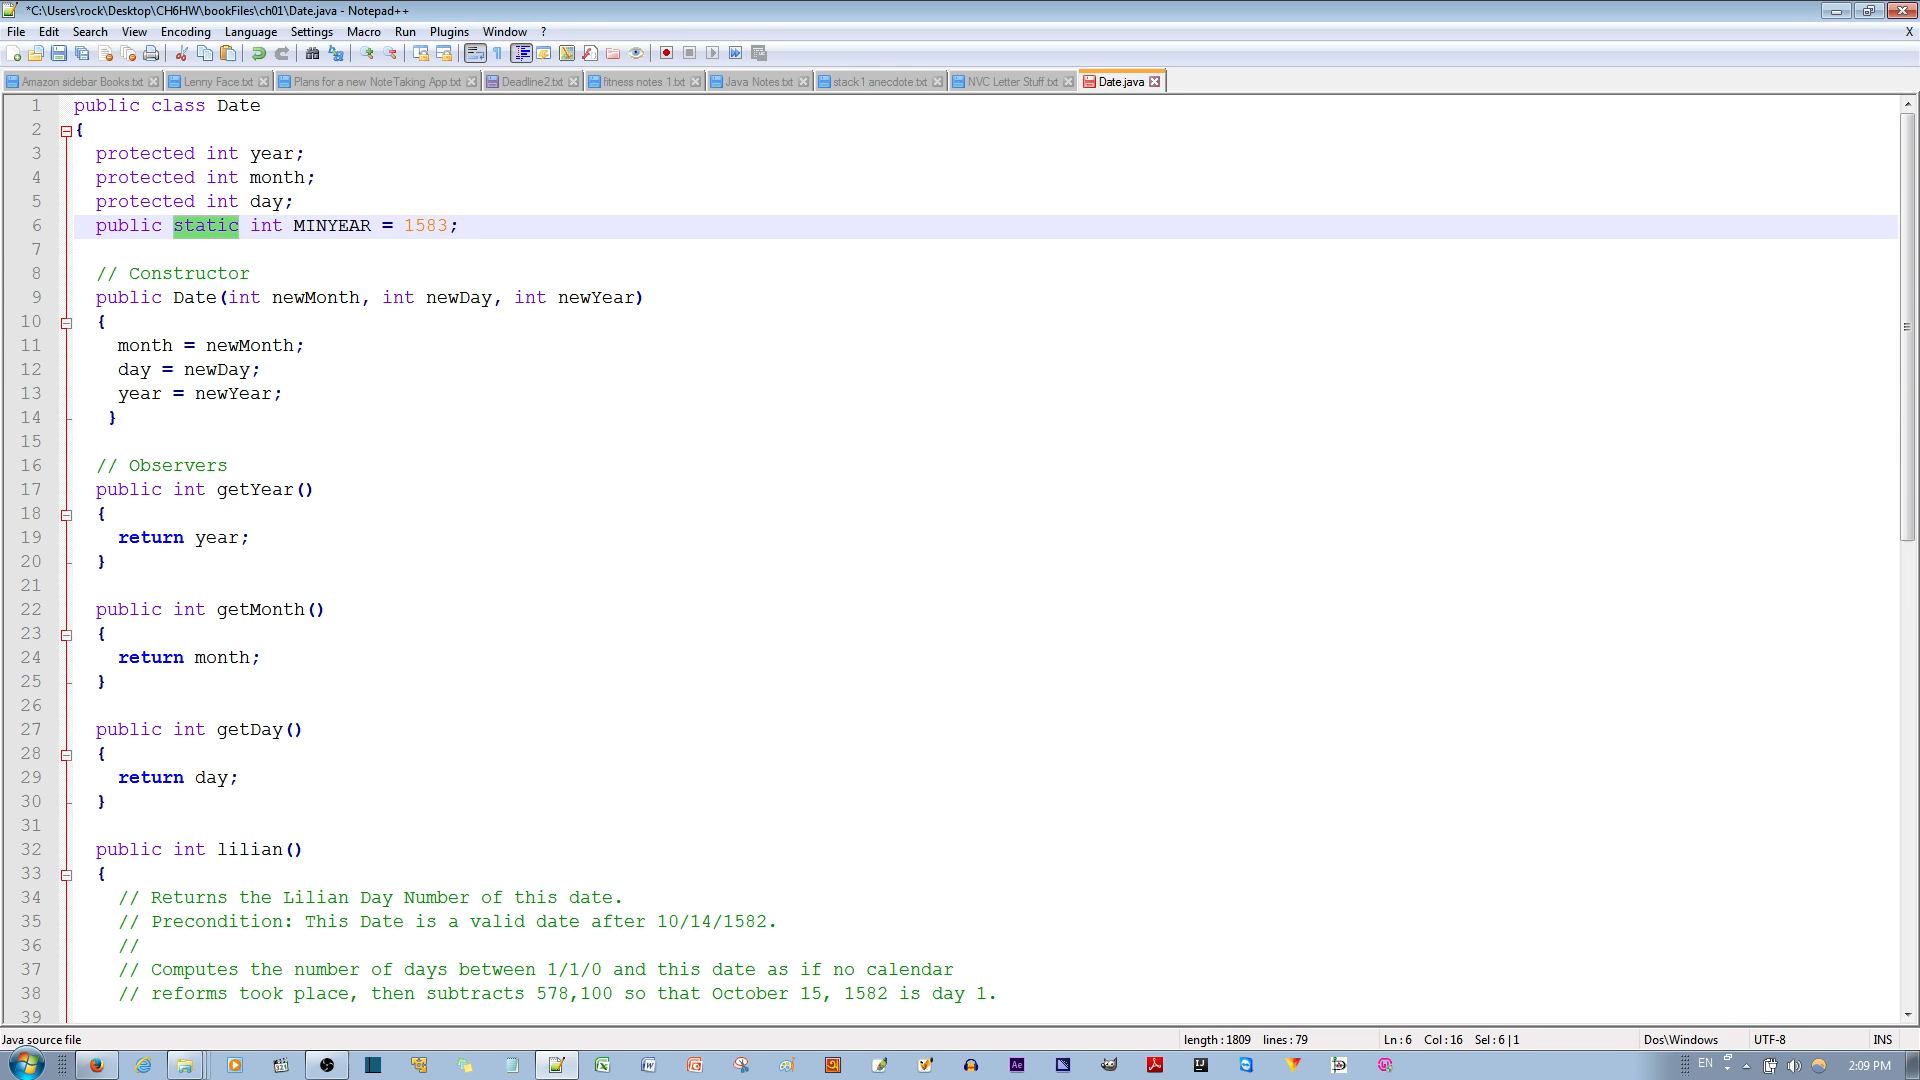 *C:\Users\rock\Desktop\CH6HW\bookFiles\ch01\Date.java - Notepad++
File Edit Search View Encoding Language Settings Macro Run Plugins Window ? X
Amazon sidebar Books.txt Lenny Face.txt Plans for a new NoteTaking App.txt Deadline2.txt fitness notes 1.txt Java Notes.txt stack1 anecdote.txt NVC Letter Stuff.txt Date.java
1 public class Date
2 {
3 protected int year;
4 protected int month;
5 protected int day;
6 public static int MINYEAR = 1583;
7
8 // Constructor
9 public Date(int newMonth, int newDay, int newYear)
10 {
11 month = newMonth;
12 day = newDay;
13 year = newYear;
14 }
15
16 // Observers
17 public int getYear()
18 {
19 return year;
20 }
21
22 public int getMonth()
23 {
24 return month;
25 }
26
27 public int getDay()
28 {
29 return day;
30 }
31
32 public int lilian()
33 {
34 // Returns the Lilian Day Number of this date.
35 // Precondition: This Date is a valid date after 10/14/1582.
36 //
37 // Computes the number of days between 1/1/0 and this date as if no calendar
38 // reforms took place, then subtracts 578,100 so that October 15, 1582 is day 1.
39
Java source file length : 1809 lines : 79 Ln : 6 Col : 16 Sel : 6 | 1 Dos\Windows UTF-8 INS
Ae EN 2:09 PM